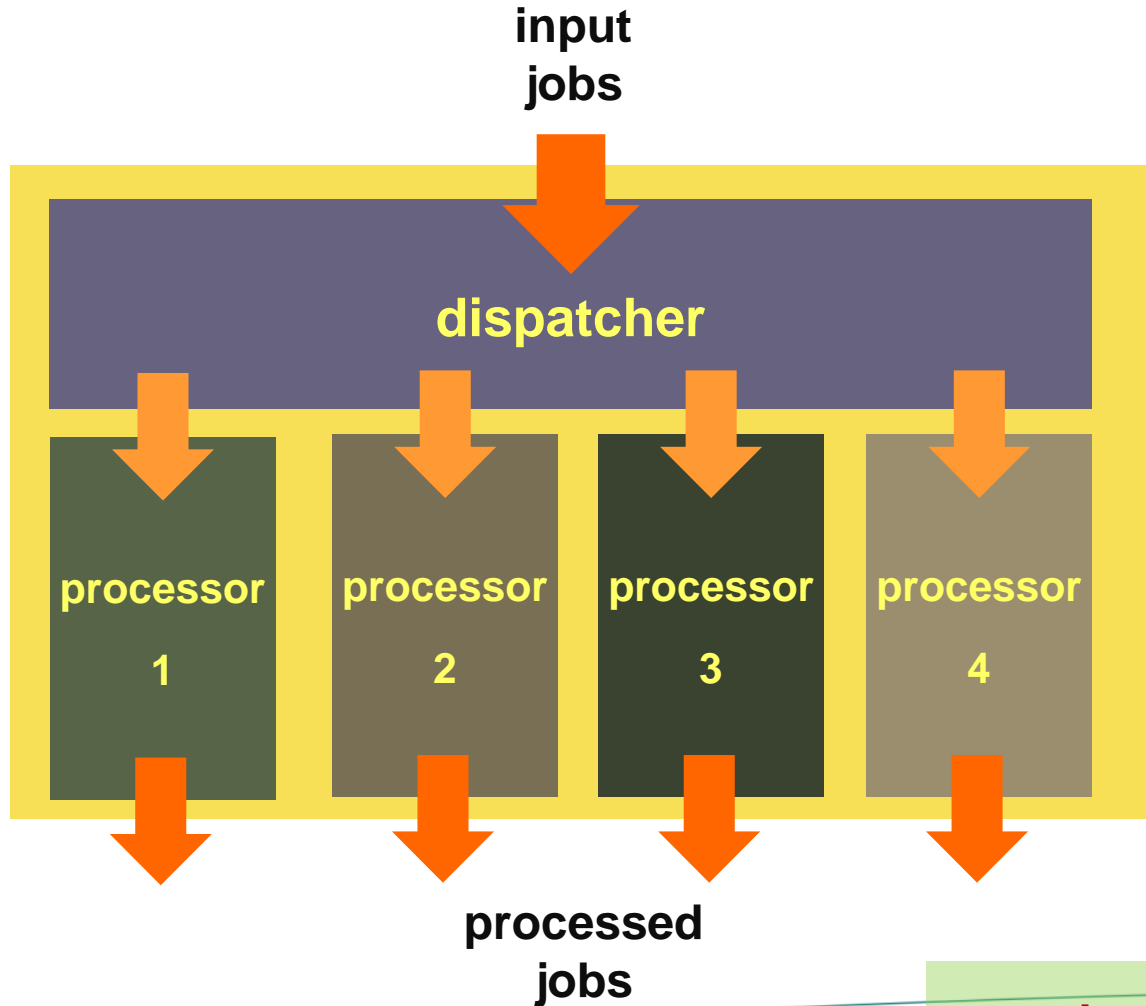 input
jobs
dispatcher
processor
1
processor
2
processor
3
processor
4
processed
jobs